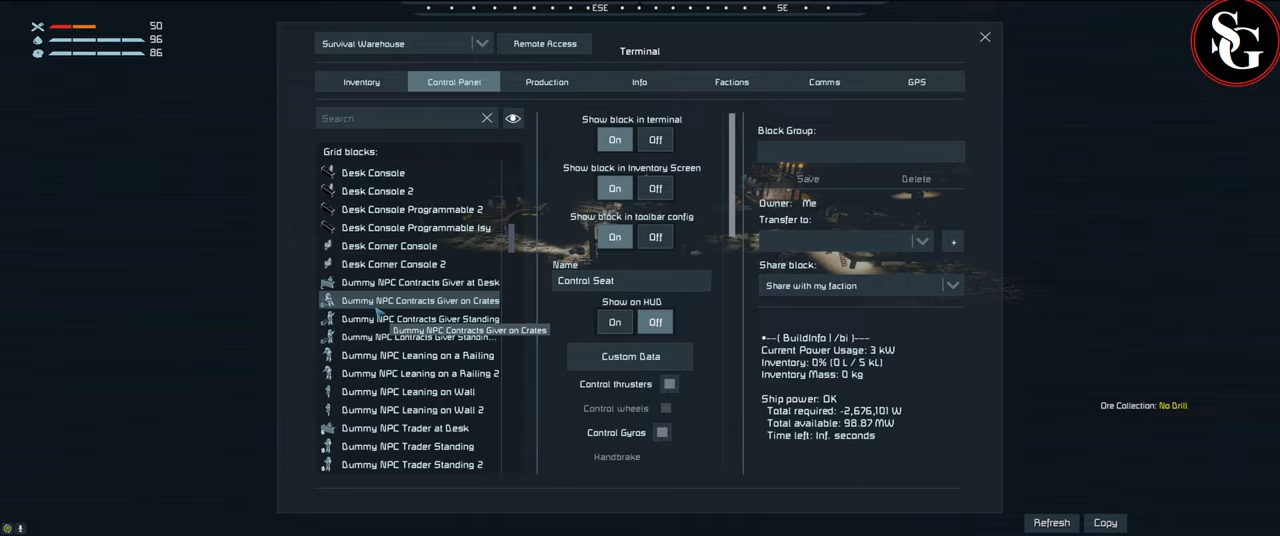 ESE SE
50
96
86
SG
Survival Warehouse
Remote Access
Terminal
Inventory
Control Panel
Production
Info
Factions
Comms
GPS
Search
Grid blocks:
Desk Console
Desk Console 2
Desk Console Programmable 2
Desk Console Programmable Isy
Desk Corner Console
Desk Corner Console 2
Dummy NPC Contracts Giver at Desk
Dummy NPC Contracts Giver on Crates
Dummy NPC Contracts Giver Standing
Dummy NPC Contracts Giver on Crates
Dummy NPC Contracts Giver Standin...
Dummy NPC Leaning on a Railing
Dummy NPC Leaning on a Railing 2
Dummy NPC Leaning on Wall
Dummy NPC Leaning on Wall 2
Dummy NPC Trader at Desk
Dummy NPC Trader Standing
Dummy NPC Trader Standing 2
Show block in terminal
On Off
Show block in Inventory Screen
On Off
Show block in toolbar config
On Off
Name
Control Seat
Show on HUD
On Off
Custom Data
Control thrusters
Control wheels
Control Gyros
Handbrake
Block Group:
Save Delete
Owner: Me
Transfer to:
+
Share block:
Share with my faction
•--( BuildInfo | /bi )
Current Power Usage: 3 kW
Inventory: 0% (0 L / 5 kL)
Inventory Mass: 0 kg
Ship power: OK
Total required: -2,676,101 W
Total available: 98.87 MW
Time left: Inf. seconds
Ore Collection: No Drill
Refresh
Copy